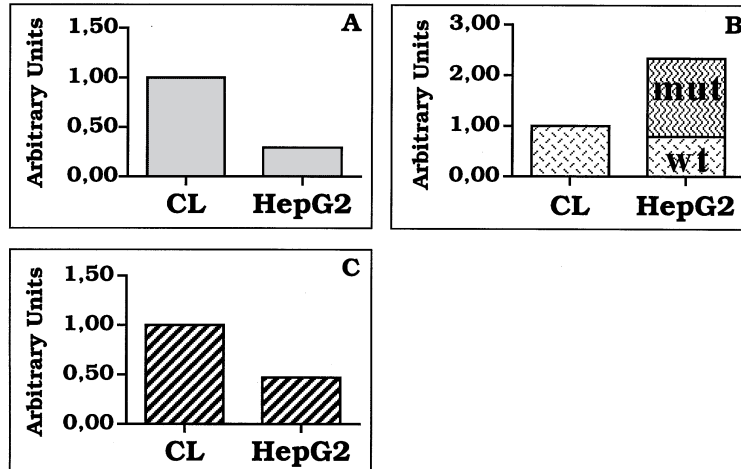 A
Arbitrary Units
1,50
1,00
0,50
0,00
CL HepG2
B
Arbitrary Units
3,00
2,00
1,00
0,00
mut
wt
CL HepG2
C
Arbitrary Units
1,50
1,00
0,50
0,00
CL HepG2